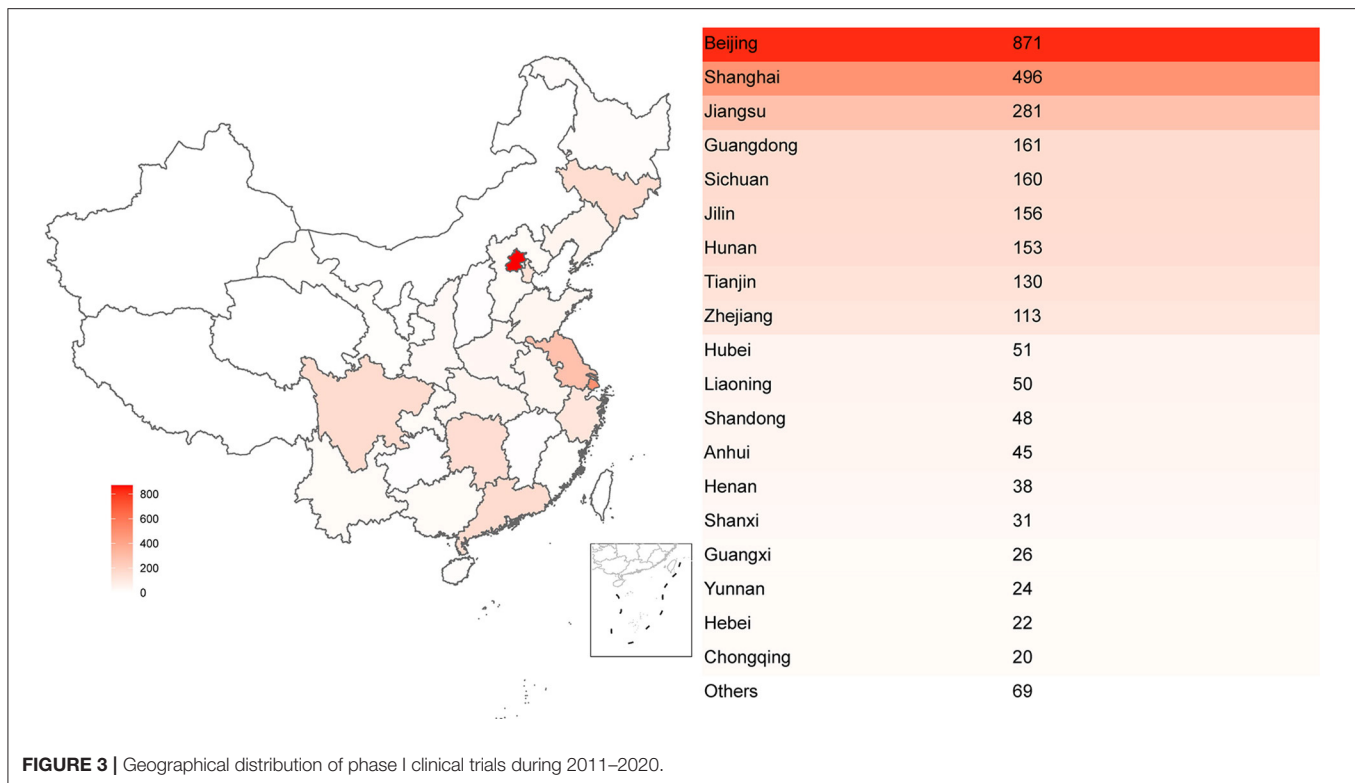 Beijing 871
Shanghai 496
Jiangsu 281
Guangdong 161
Sichuan 160
Jilin 156
Hunan 153
Tianjin 130
Zhejiang 113
Hubei 51
Liaoning 50
Shandong 48
Anhui 45
Henan 38
Shanxi 31
Guangxi 26
Yunnan 24
Hebei 22
Chongqing 20
Others 69
800
600
400
200
0
FIGURE 3 | Geographical distribution of phase I clinical trials during 2011–2020.